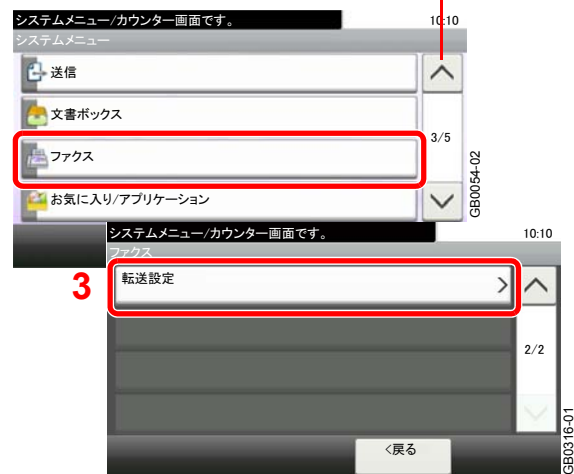 システムメニュー/カウンター画面です。
10:10
システムメニュー
送信
文書ボックス
3/5
ファクス
お気に入り/アプリケーション
GB0054-02
システムメニュー/カウンター画面です。
10:10
ファクス
3
転送設定
2/2
<戻る
GB0316-01